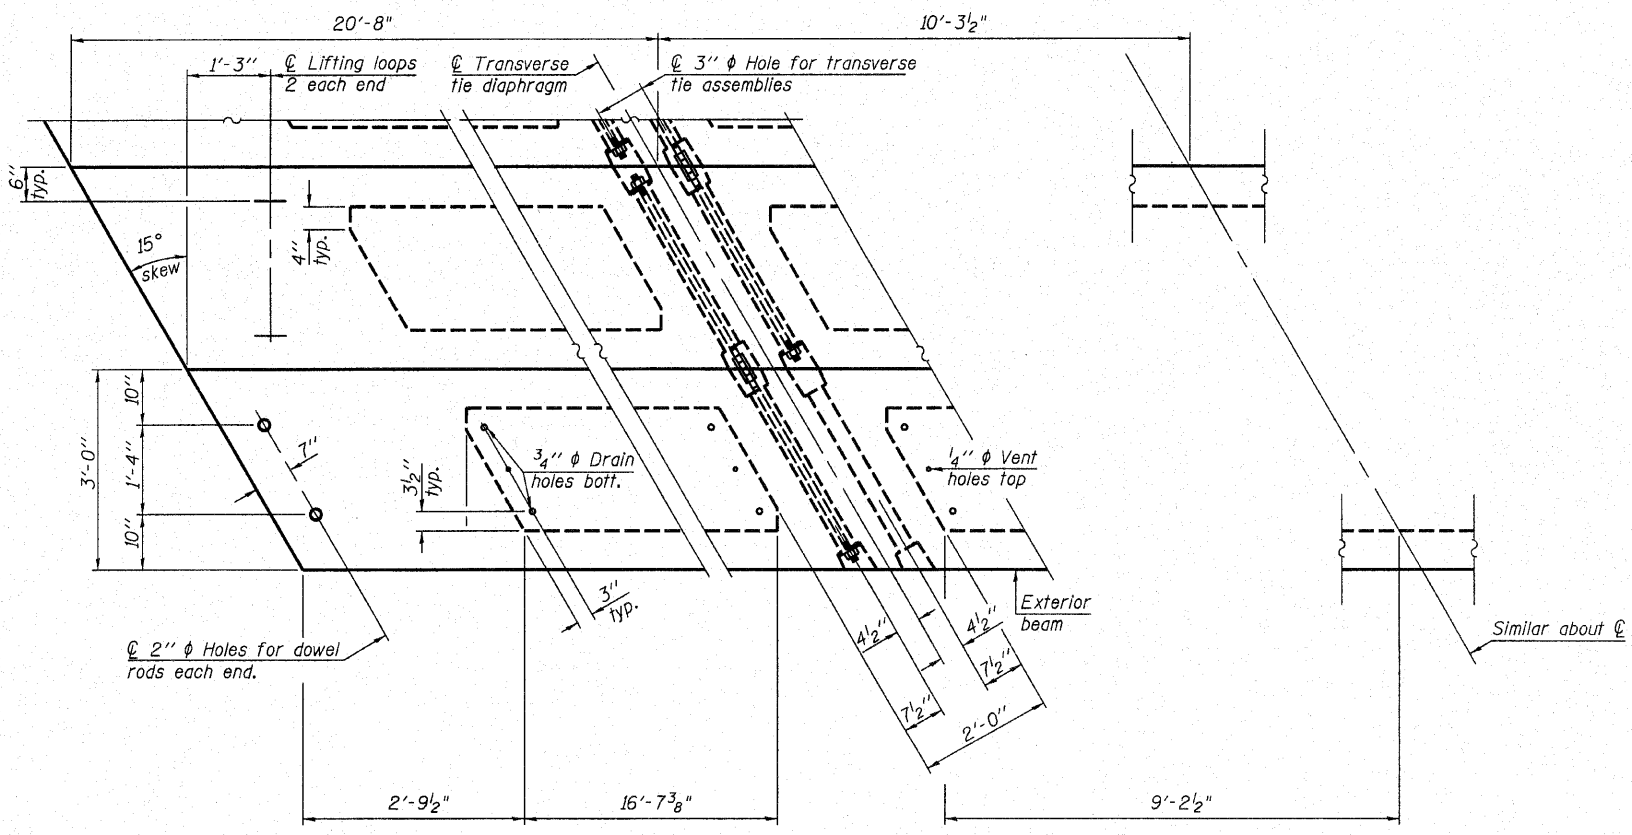 20'-8"
10'-3½"
1'-3"
℄ Lifting loops
2 each end
℄ Transverse
tie diaphragm
℄ 3" ϕ Hole for transverse
tie assemblies
6"
typ.
15°
skew
4"
typ.
3'-0"
10"
1'-4"
10"
7"
3½"
typ.
¾" ϕ Drain
holes bott.
¼" ϕ Vent
holes top
3"
typ.
℄ 2" ϕ Holes for dowel
rods each end.
4½"
7½"
4½"
7½"
2'-0"
Exterior
beam
Similar about ℄
2'-9½"
16'-7⅜"
9'-2½"